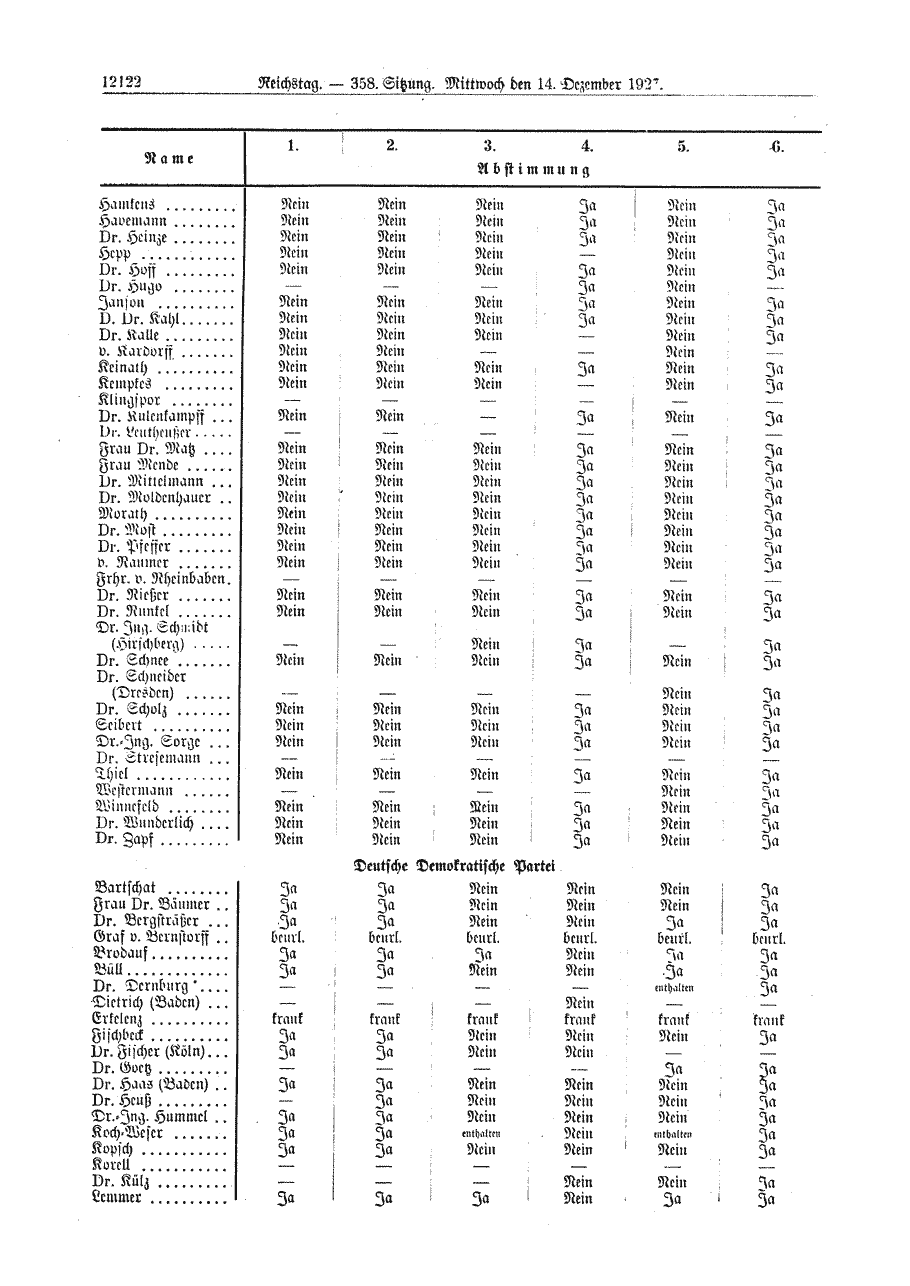 12122 Reichstag. — 358. Sitzung. Mittwoch den 14. Dezember 1927.
Name 1. 2. 3. 4. 5. 6.
Abstimmung
Hamkens ......... Nein Nein Nein Ja Nein Ja
Havemann ........ Nein Nein Nein Ja Nein Ja
Dr. Heinze ........ Nein Nein Nein Ja Nein Ja
Hepp ............ Nein Nein Nein — Nein Ja
Dr. Hoff ......... Nein Nein Nein Ja Nein Ja
Dr. Hugo ........ — — — Ja Nein —
Janson .......... Nein Nein Nein Ja Nein Ja
D. Dr. Kahl....... Nein Nein Nein Ja Nein Ja
Dr. Kalle ......... Nein Nein Nein — Nein Ja
v. Kardorff ....... Nein Nein — — Nein —
Keinath .......... Nein Nein Nein Ja Nein Ja
Kempkes ......... Nein Nein Nein — Nein Ja
Klingspor ........ — — — — — —
Dr. Kulenkampff ... Nein Nein — Ja Nein Ja
Dr. Leutheußer ..... — — — — — —
Frau Dr. Matz .... Nein Nein Nein Ja Nein Ja
Frau Mende ...... Nein Nein Nein Ja Nein Ja
Dr. Mittelmann ... Nein Nein Nein Ja Nein Ja
Dr. Moldenhauer .. Nein Nein Nein Ja Nein Ja
Morath .......... Nein Nein Nein Ja Nein Ja
Dr. Most ......... Nein Nein Nein Ja Nein Ja
Dr. Pfeffer ....... Nein Nein Nein Ja Nein Ja
v. Raumer ....... Nein Nein Nein Ja Nein Ja
Frhr. v. Rheinbaben. — — — — — —
Dr. Rießer ....... Nein Nein Nein Ja Nein Ja
Dr. Runkel ....... Nein Nein Nein Ja Nein Ja
Dr. Ing. Schmidt
(Hirschberg) ..... — — Nein Ja — Ja
Dr. Schnee ....... Nein Nein Nein Ja Nein Ja
Dr. Schneider
(Dresden) ...... — — — — Nein Ja
Dr. Scholz ....... Nein Nein Nein Ja Nein Ja
Seibert .......... Nein Nein Nein Ja Nein Ja
Dr.-Ing. Sorge ... Nein Nein Nein Ja Nein Ja
Dr. Stresemann ... — — — — — —
Thiel ............ Nein Nein Nein Ja Nein Ja
Westermann ...... — — — — Nein Ja
Winnefeld ........ Nein Nein Nein Ja Nein Ja
Dr. Wunderlich .... Nein Nein Nein Ja Nein Ja
Dr. Zapf ......... Nein Nein Nein Ja Nein Ja
Deutsche Demokratische Partei
Bartschat ........ Ja Ja Nein Nein Nein Ja
Frau Dr. Bäumer .. Ja Ja Nein Nein Nein Ja
Dr. Bergsträßer ... Ja Ja Nein Nein Ja Ja
Graf v. Bernstorff .. beurl. beurl. beurl. beurl. beurl. beurl.
Brodauf.......... Ja Ja Ja Nein Ja Ja
Büll............. Ja Ja Nein Nein Ja Ja
Dr. Dernburg .... — — — — enthalten Ja
Dietrich (Baden) ... — — — Nein — —
Erkelenz .......... krank krank krank krank krank krank
Fischbeck .......... Ja Ja Nein Nein Nein Ja
Dr. Fischer (Köln)... Ja Ja Nein Nein — —
Dr. Goetz ......... — — — — Ja Ja
Dr. Haas (Baden) .. Ja Ja Nein Nein Nein Ja
Dr. Heuß ......... — Ja Nein Nein Nein Ja
Dr.-Ing. Hummel .. Ja Ja Nein Nein Nein Ja
Koch-Weser ....... Ja Ja enthalten Nein enthalten Ja
Kopsch ........... Ja Ja Nein Nein Nein Ja
Korell ........... — — — — — —
Dr. Külz ......... — — — Nein Nein Ja
Lemmer .......... Ja Ja Ja Nein Ja Ja